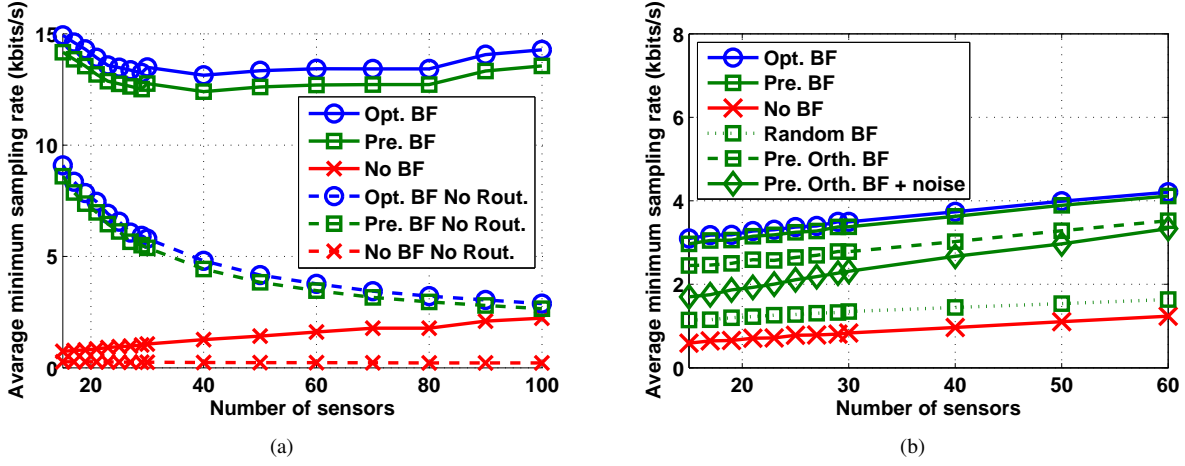 Avarage minimum sampling rate (kbits/s)
15
10
5
0
20
40
60
80
100
Number of sensors
Opt. BF
Pre. BF
No BF
Opt. BF No Rout.
Pre. BF No Rout.
No BF No Rout.
(a)
Average minimum sampling rate (kbits/s)
8
6
4
2
0
20
30
40
50
60
Number of sensors
Opt. BF
Pre. BF
No BF
Random BF
Pre. Orth. BF
Pre. Orth. BF + noise
(b)